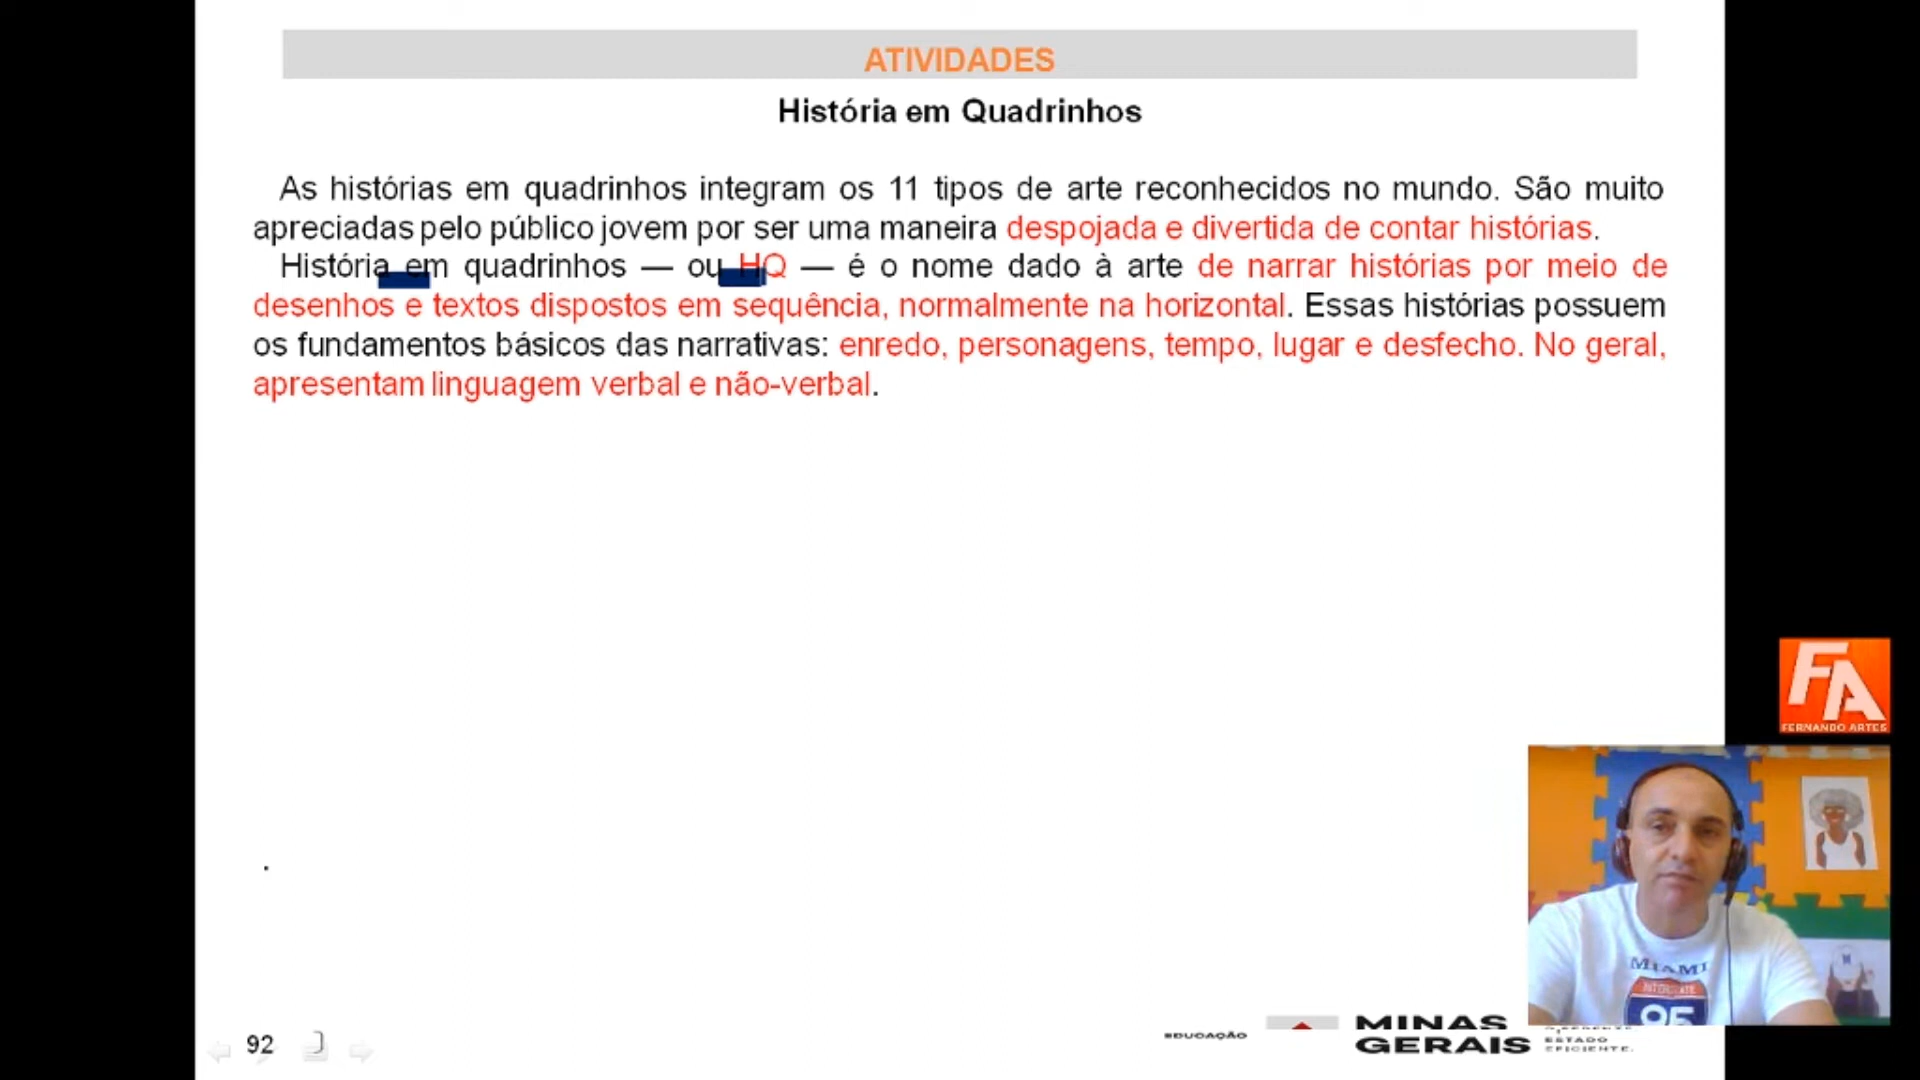 ATIVIDADES
História em Quadrinhos
As histórias em quadrinhos integram os 11 tipos de arte reconhecidos no mundo. São muito
apreciadas pelo público jovem por ser uma maneira despojada e divertida de contar histórias.
História em quadrinhos — ou HQ — é o nome dado à arte de narrar histórias por meio de
desenhos e textos dispostos em sequência, normalmente na horizontal. Essas histórias possuem
os fundamentos básicos das narrativas: enredo, personagens, tempo, lugar e desfecho. No geral,
apresentam linguagem verbal e não-verbal.
.
FA
FERNANDO ARTES
MIAMI
INTERSTATE
95
92
EDUCAÇÃO
MINAS
GERAIS
ESTADO
EFICIENTE.